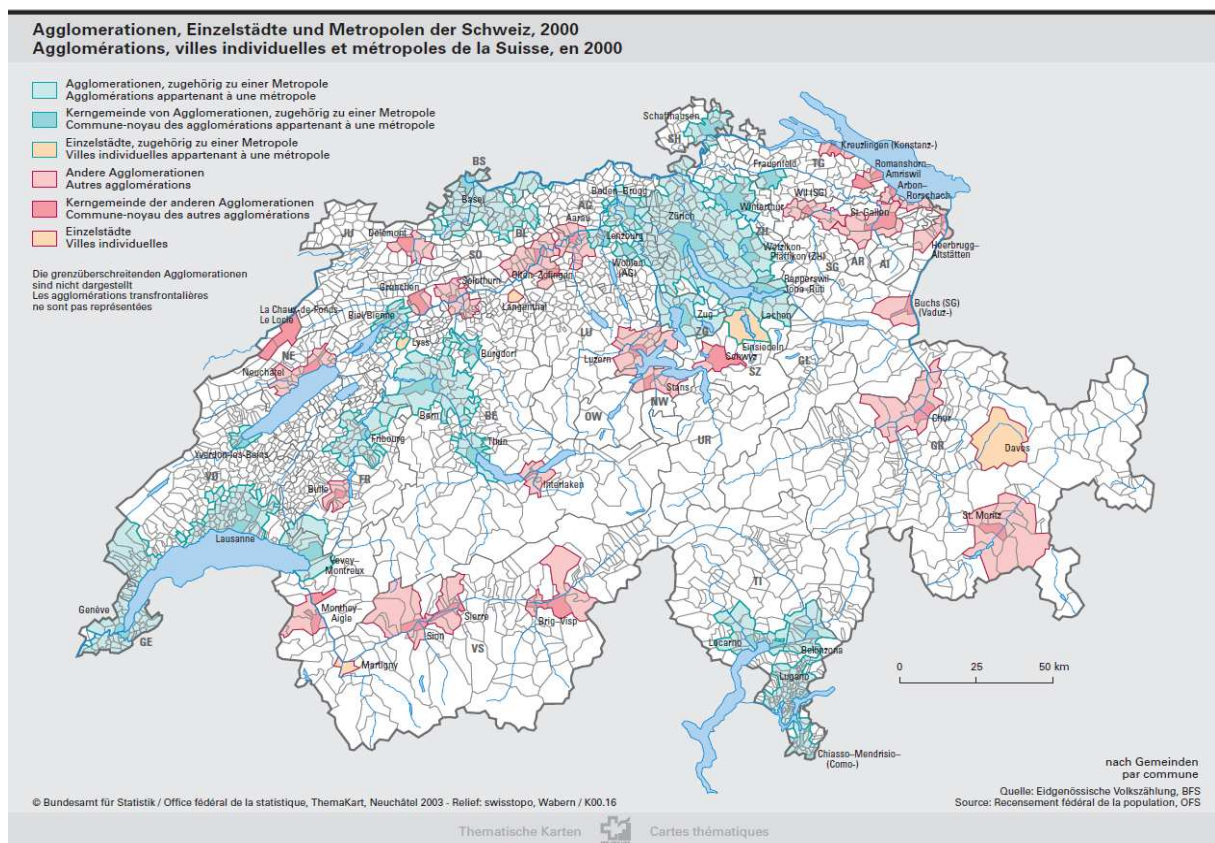 Agglomerationen, Einzelstädte und Metropolen der Schweiz, 2000
Agglomérations, villes individuelles et métropoles de la Suisse, en 2000
Agglomerationen, zugehörig zu einer Metropole
Agglomérations appartenant à une métropole
Kerngemeinde von Agglomerationen, zugehörig zu einer Metropole
Commune-noyau des agglomérations appartenant à une métropole
Einzelstädte, zugehörig zu einer Metropole
Villes individuelles appartenant à une métropole
Andere Agglomerationen
Autres agglomérations
Kerngemeinde der anderen Agglomerationen
Commune-noyau des autres agglomérations
Einzelstädte
Villes individuelles
Die grenzüberschreitenden Agglomerationen
sind nicht dargestellt
Les agglomérations transfrontalières
ne sont pas représentées
Schaffhausen
SH
Kreuzlingen (Konstanz-)
BS
Frauenfeld
TG
Romanshorn-
Amriswil
Arbon-
Rorschach
Basel
Baden-Brugg
Wil (SG)
Winterthur
AG
Aarau
Zürich
St. Gallen
JU
Delémont
BL
Lenzburg
ZH
Heerbrugg-
Altstätten
SO
Wohlen
(AG)
Wetzikon-
Pfäffikon (ZH)
SG
AR
AI
Olten-Zofingen
Rapperswil-
Jona-Rüti
Grenchen
Solothurn
Buchs (SG)
(Vaduz-)
La Chaux-de-Fonds-
Le Locle
Biel/Bienne
Langenthal
Zug
Lachen
LU
ZG
Lyss
Burgdorf
Einsiedeln
NE
Neuchâtel
Luzern
Schwyz
SZ
GL
Stans
NW
Bern
BE
OW
Chur
Fribourg
Thun
UR
GR
Davos
Yverdon-les-Bains
VD
FR
Bulle
Interlaken
St. Moritz
Lausanne
Vevey-
Montreux
TI
Genève
GE
Monthey-
Aigle
Sierre
Brig-Visp
Sion
VS
Locarno
Bellinzona
Martigny
Lugano
0 25 50 km
Chiasso-Mendrisio-
(Como-)
nach Gemeinden
par commune
Quelle: Eidgenössische Volkszählung, BFS
Source: Recensement fédéral de la population, OFS
© Bundesamt für Statistik / Office fédéral de la statistique, ThemaKart, Neuchâtel 2003 - Relief: swisstopo, Wabern / K00.16
Thematische Karten Cartes thématiques